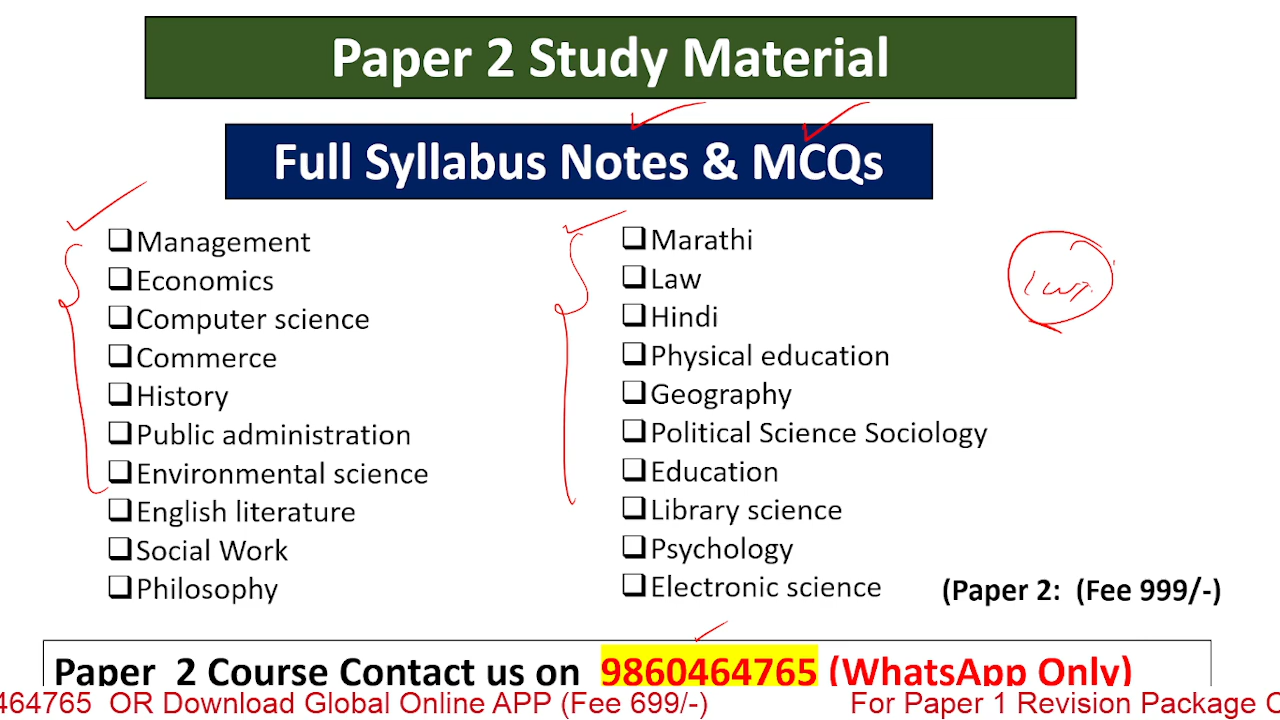 Paper 2 Study Material
Full Syllabus Notes & MCQs
Management
Economics
Computer science
Commerce
History
Public administration
Environmental science
English literature
Social Work
Philosophy
Marathi
Law
Hindi
Physical education
Geography
Political Science Sociology
Education
Library science
Psychology
Electronic science
(Paper 2: (Fee 999/-)
Paper 2 Course Contact us on 9860464765 (WhatsApp Only)
464765 OR Download Global Online APP (Fee 699/-) For Paper 1 Revision Package